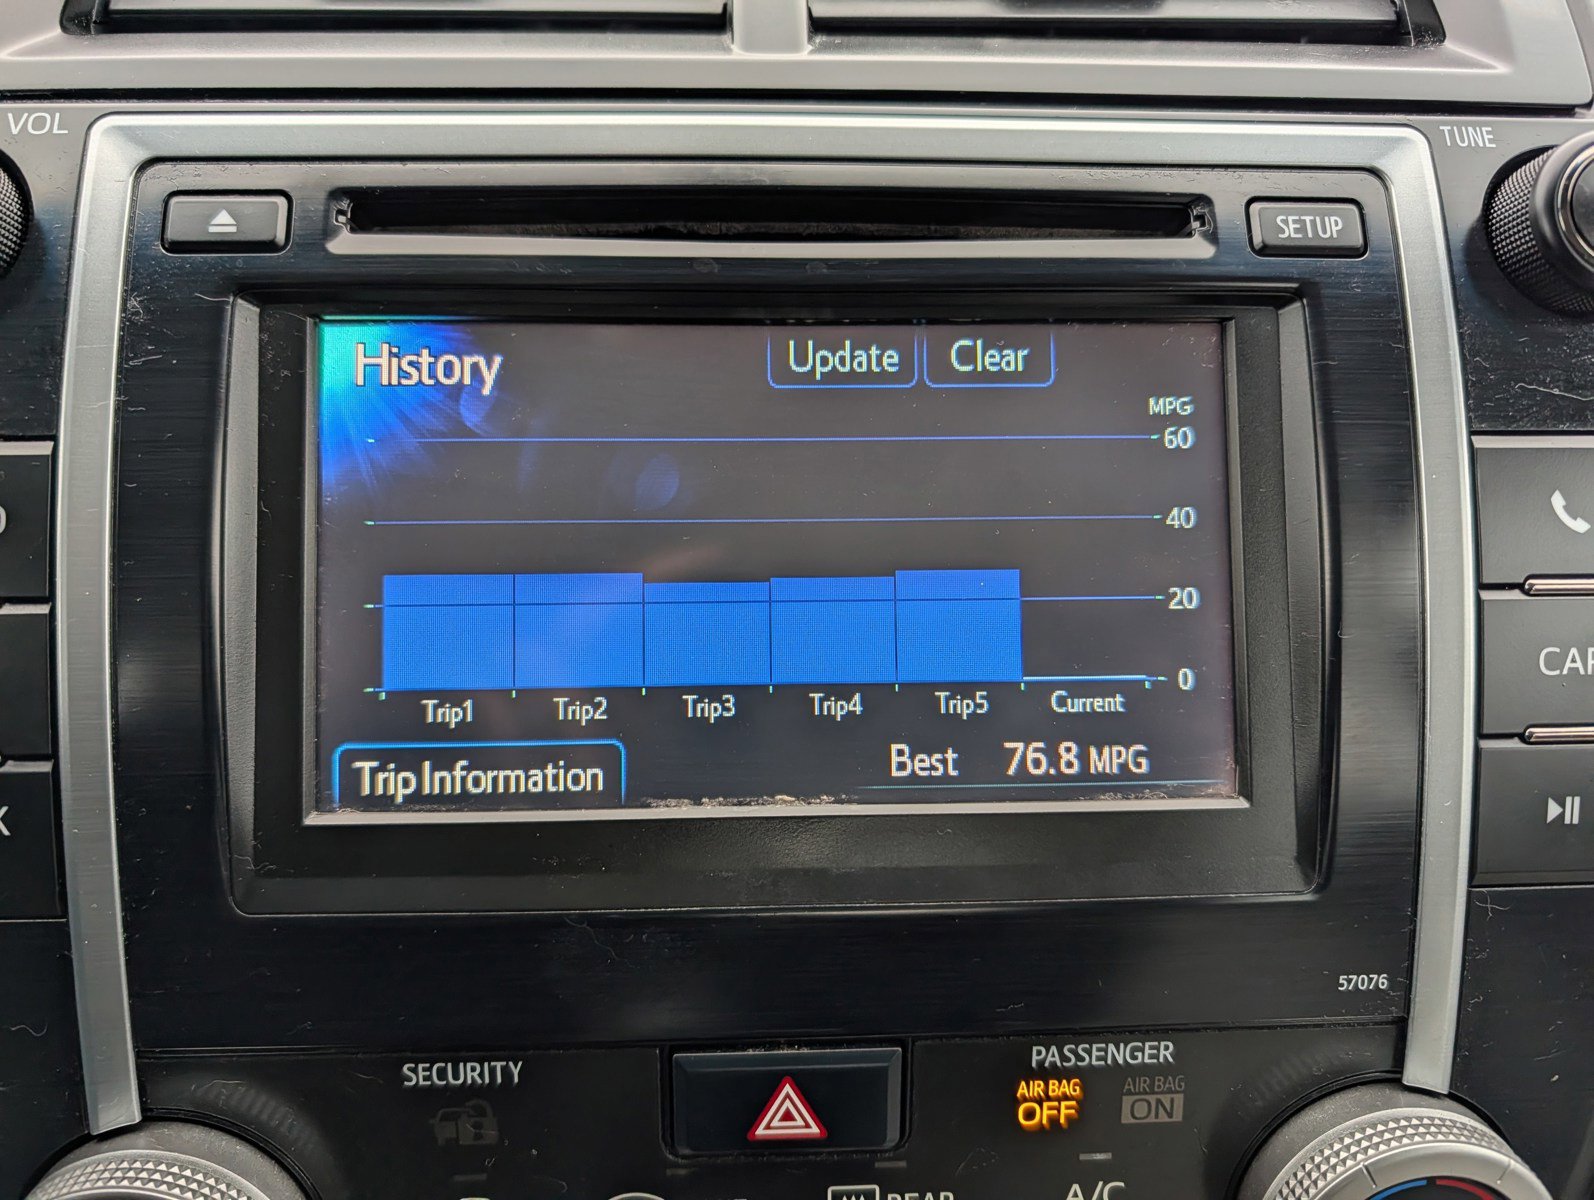 VOL
TUNE
SETUP
History
Update
Clear
MPG
60
40
20
0
Trip1
Trip2
Trip3
Trip4
Trip5
Current
Trip Information
Best 76.8 MPG
57076
SECURITY
PASSENGER
AIR BAG
OFF
AIR BAG
ON
REAR
A/C